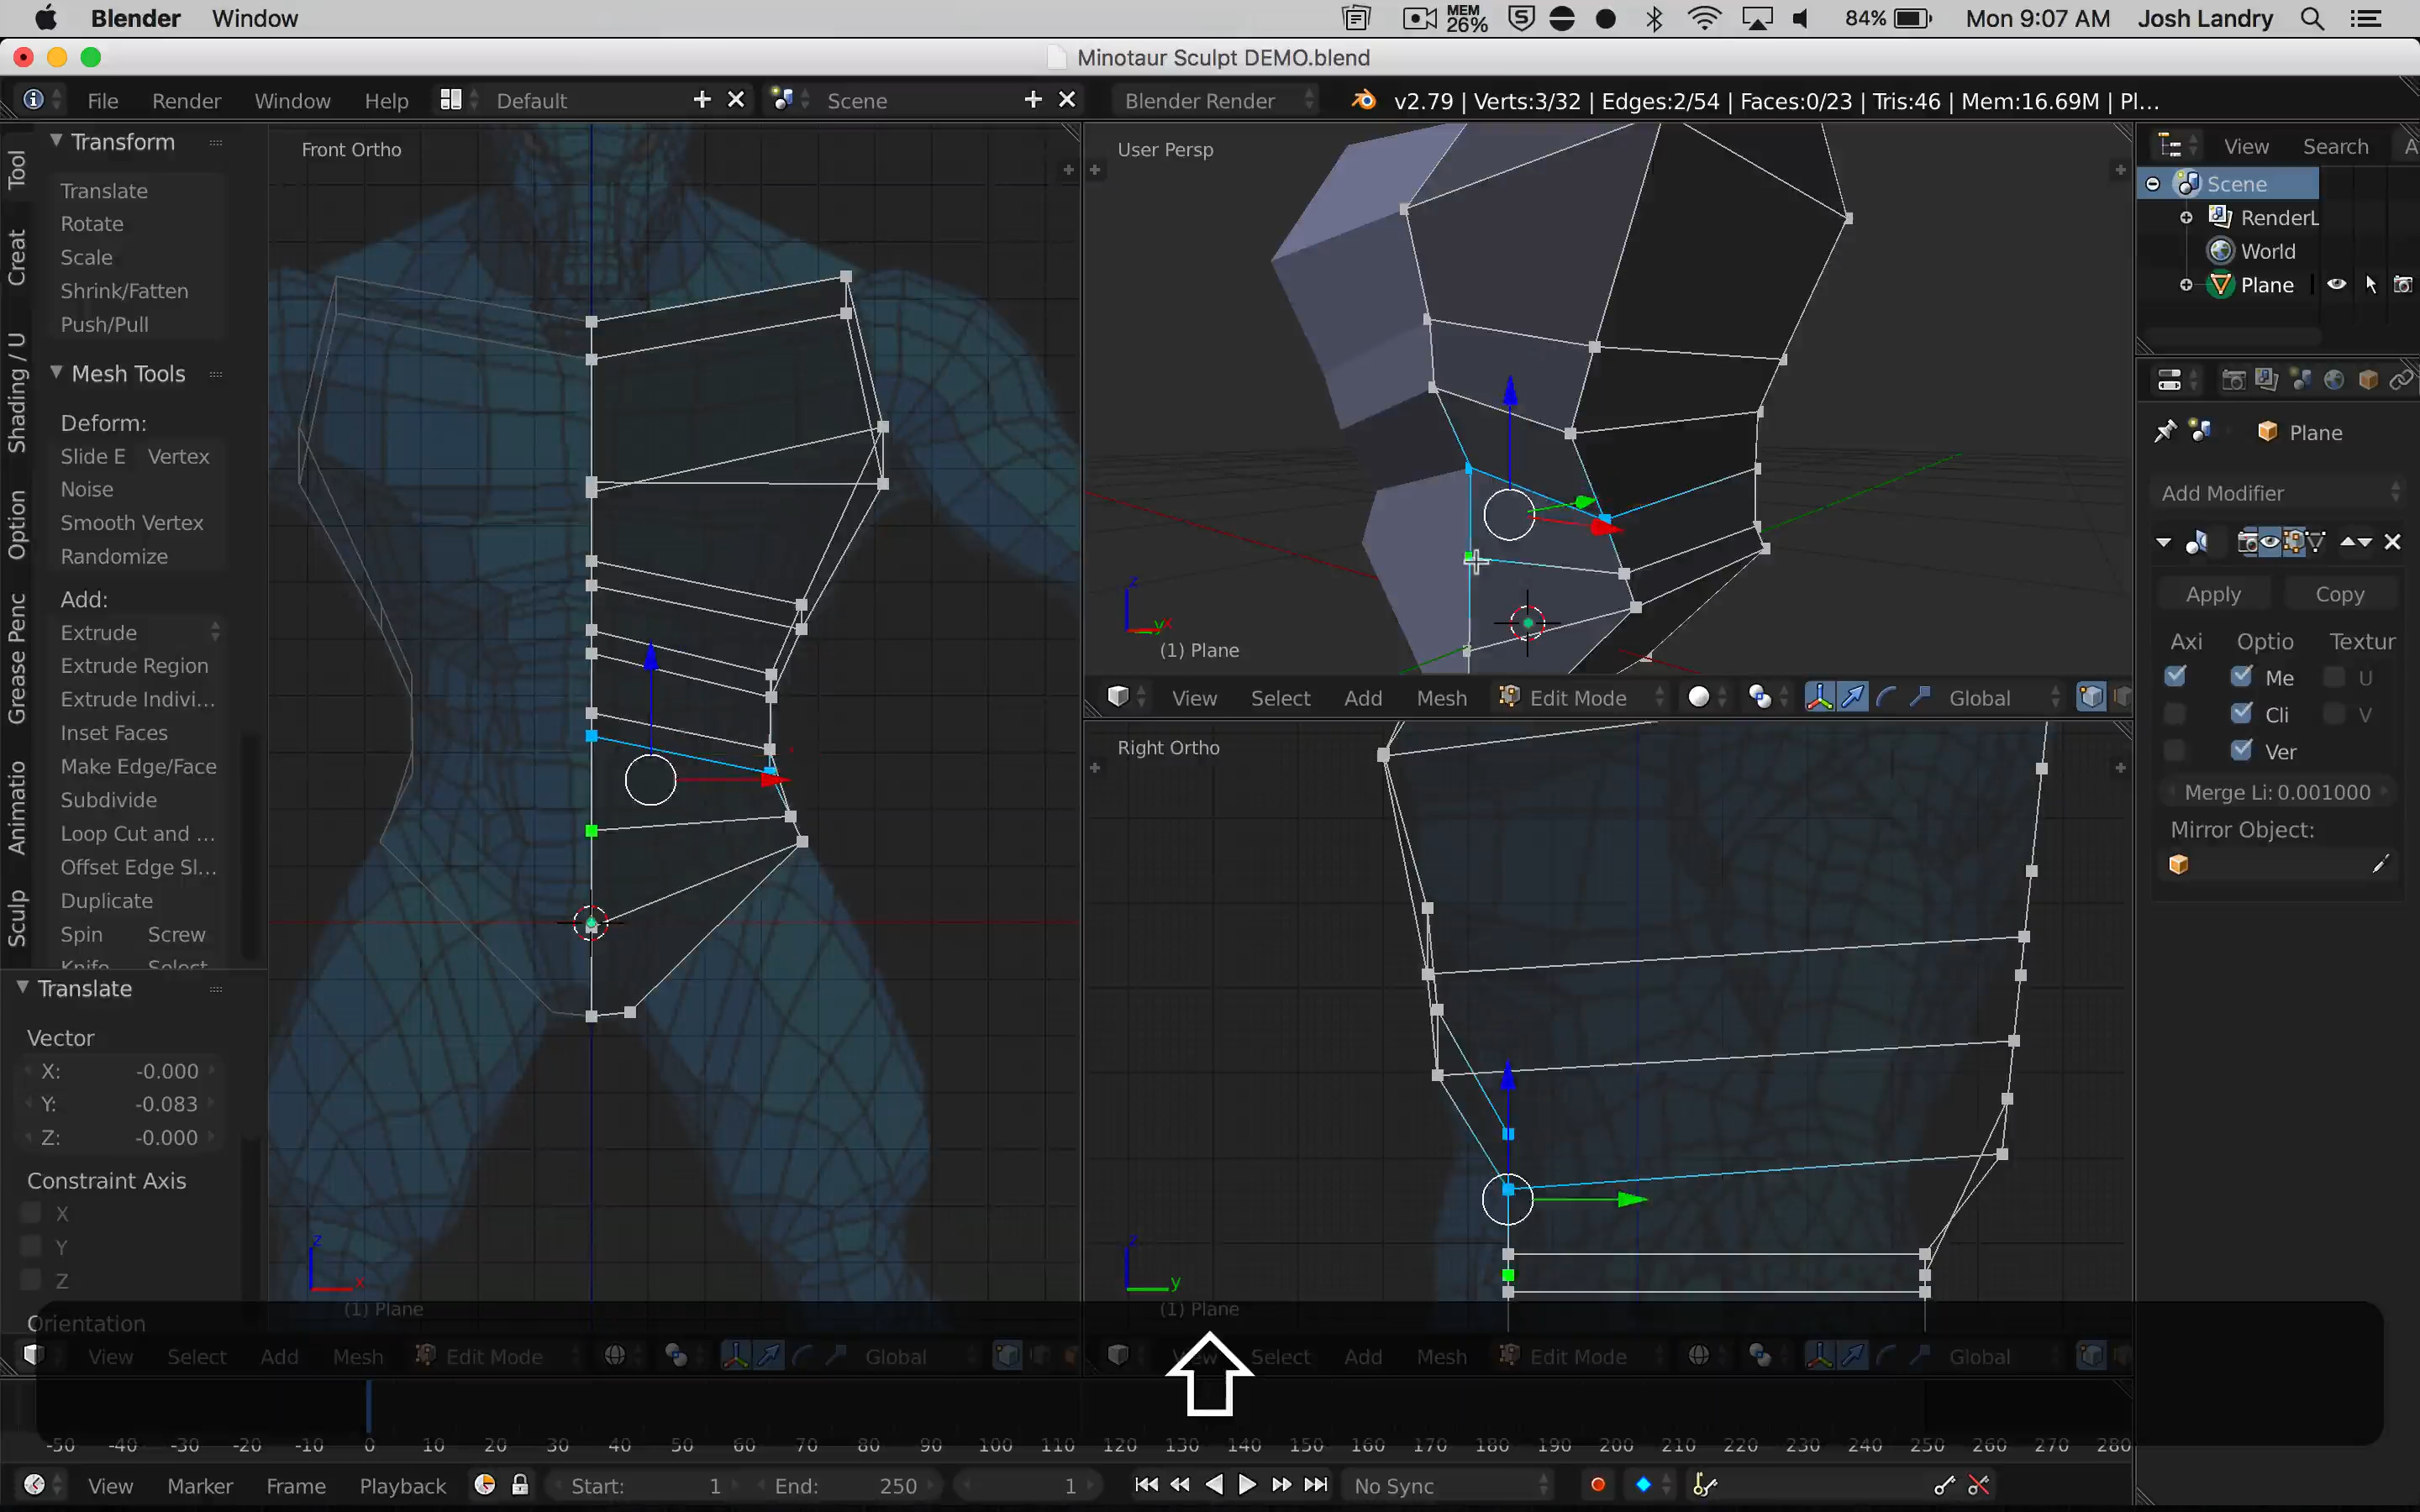 Blender Window MEM 26% 84% Mon 9:07 AM Josh Landry
Minotaur Sculpt DEMO.blend
File Render Window Help Default Scene Blender Render v2.79 | Verts:3/32 | Edges:2/54 | Faces:0/23 | Tris:46 | Mem:16.69M | Pl...
Tool
Creat
Shading / U
Option
Grease Penc
Animatio
Sculp
Transform
Translate
Rotate
Scale
Shrink/Fatten
Push/Pull
Mesh Tools
Deform:
Slide E Vertex
Noise
Smooth Vertex
Randomize
Add:
Extrude
Extrude Region
Extrude Indivi...
Inset Faces
Make Edge/Face
Subdivide
Loop Cut and ...
Offset Edge Sl...
Duplicate
Spin Screw
Knife Select
Translate
Vector
X: -0.000
Y: -0.083
Z: -0.000
Constraint Axis
X
Y
Z
Orientation
Front Ortho
z
x
(1) Plane
View Select Add Mesh Edit Mode Global
User Persp
z
(1) Plane
View Select Add Mesh Edit Mode Global
Right Ortho
z
y
(1) Plane
View Select Add Mesh Edit Mode Global
View Search A
Scene
RenderL
World
Plane
Plane
Add Modifier
Apply Copy
Axi Optio Textur
Me U
Cli V
Ver
Merge Li: 0.001000
Mirror Object:
-50 -40 -30 -20 -10 0 10 20 30 40 50 60 70 80 90 100 110 120 130 140 150 160 170 180 190 200 210 220 230 240 250 260 270 280
View Marker Frame Playback Start: 1 End: 250 1 No Sync